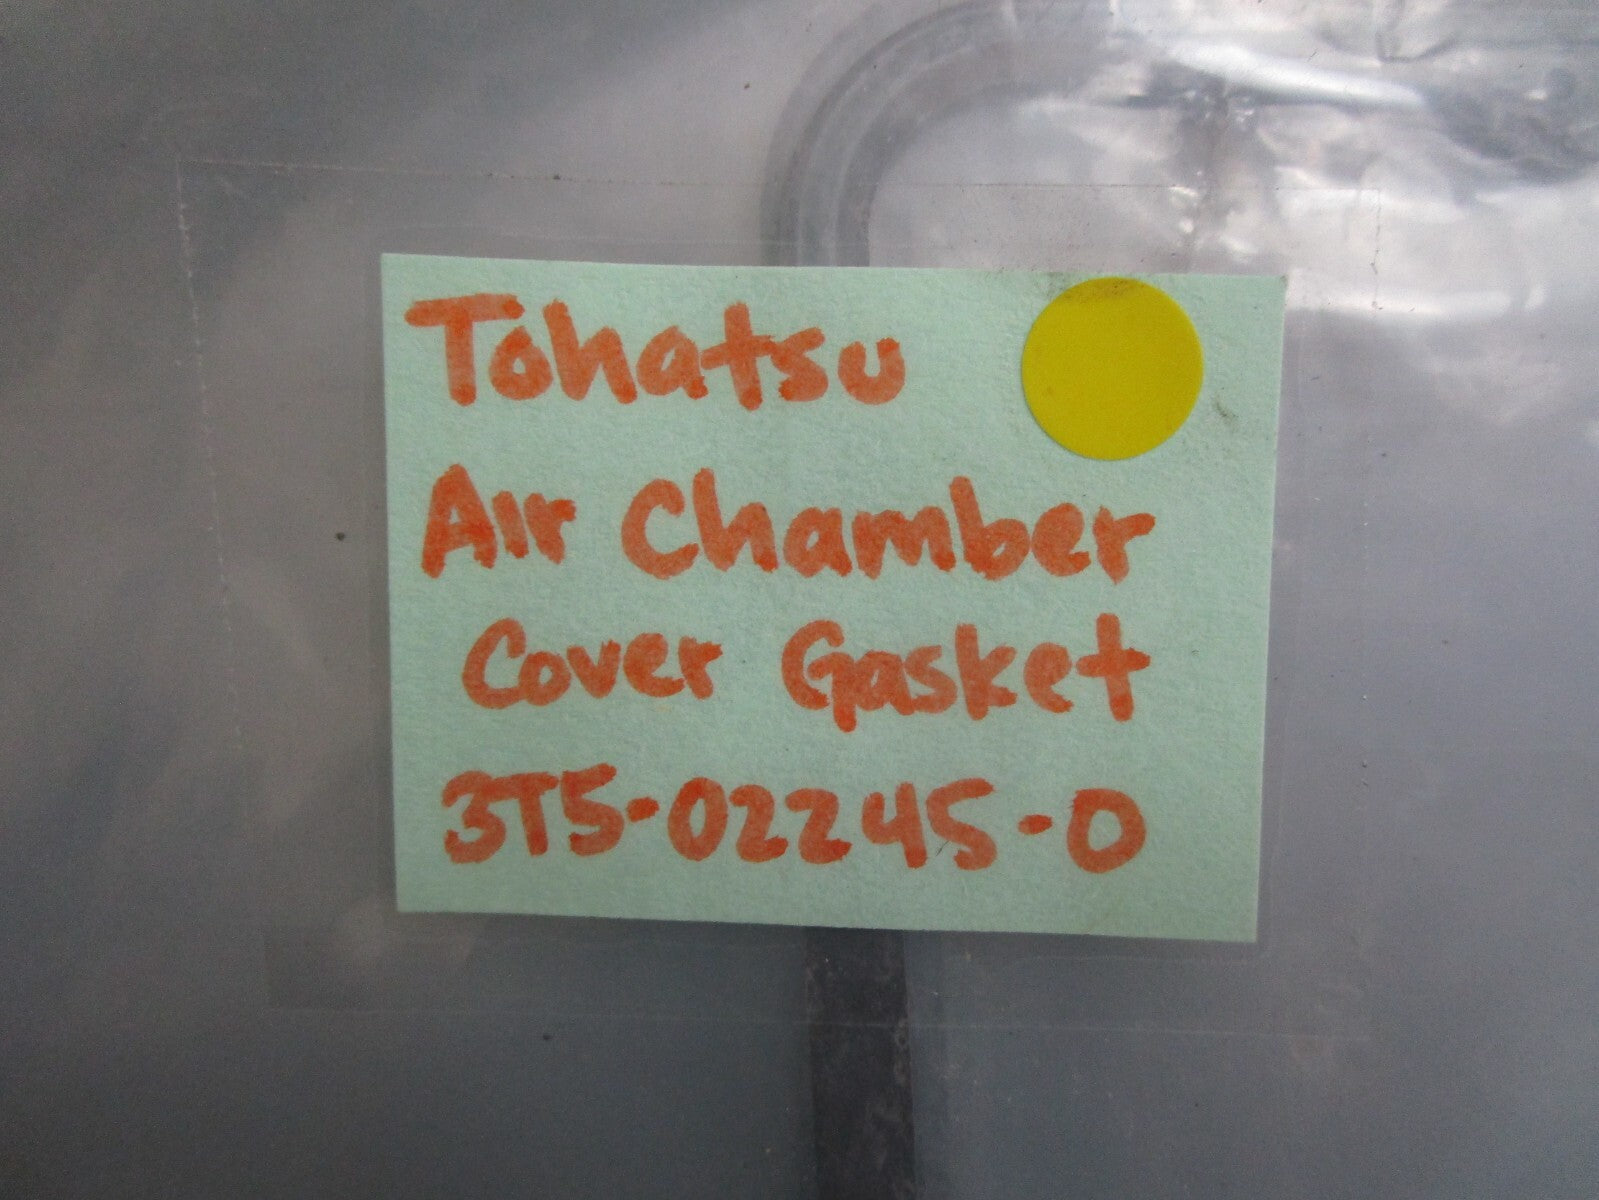 Tohatsu
Air Chamber
Cover Gasket
3T5-02245-0